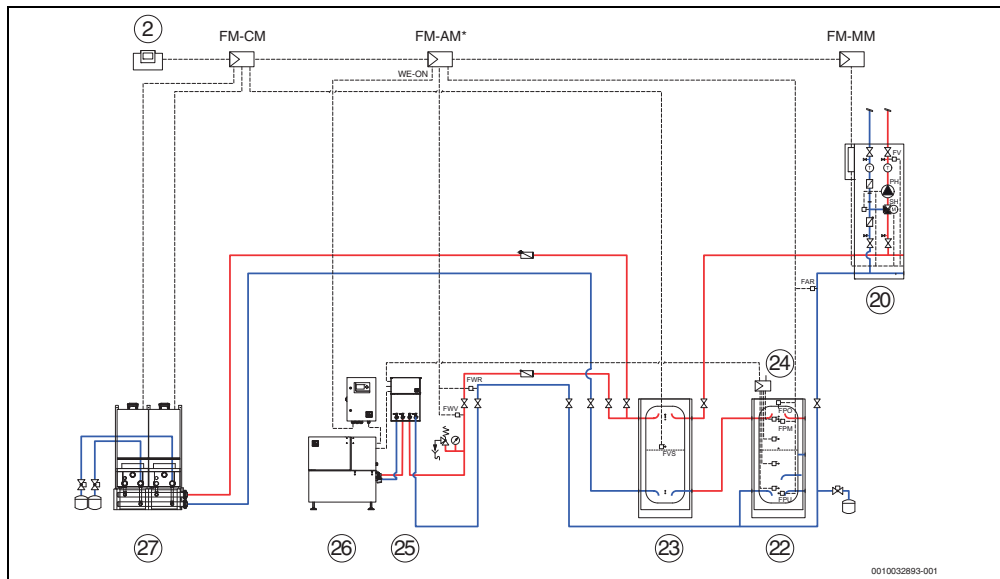 2
FM-CM
FM-AM*
FM-MM
WE-ON
FV
T
T
PH
SH
M
20
FAR
24
FWR
FWV
FPO
FPM
FVS
FPU
27
26
25
23
22
0010032893-001